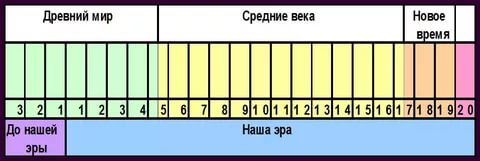 Древний мир Средние века Новое
время
3 2 1 1 2 3 4 5 6 7 8 9 10 11 12 13 14 15 16 17 18 19 20
До нашей Наша эра
эры